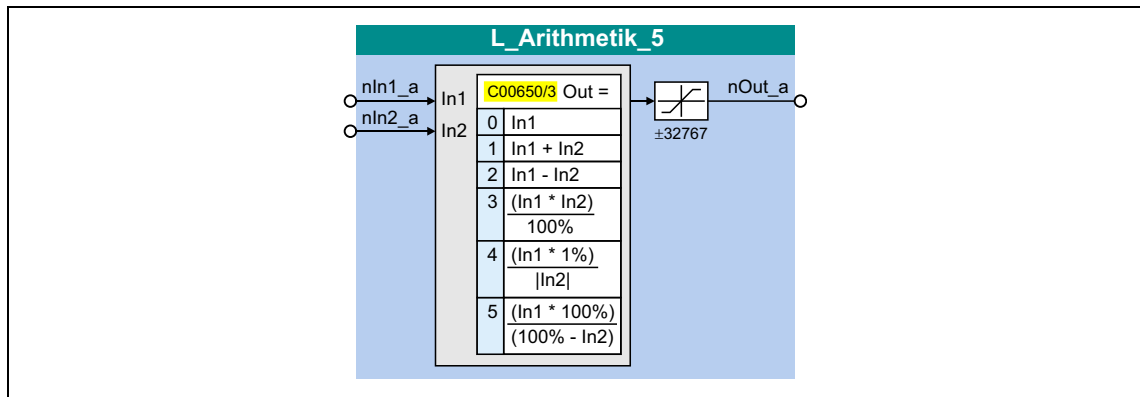 L_Arithmetik_5
nIn1_a
In1
C00650/3 Out =
nOut_a
nIn2_a
In2
0 In1
±32767
1 In1 + In2
2 In1 - In2
3 (In1 * In2)
100%
4 (In1 * 1%)
|In2|
5 (In1 * 100%)
(100% - In2)